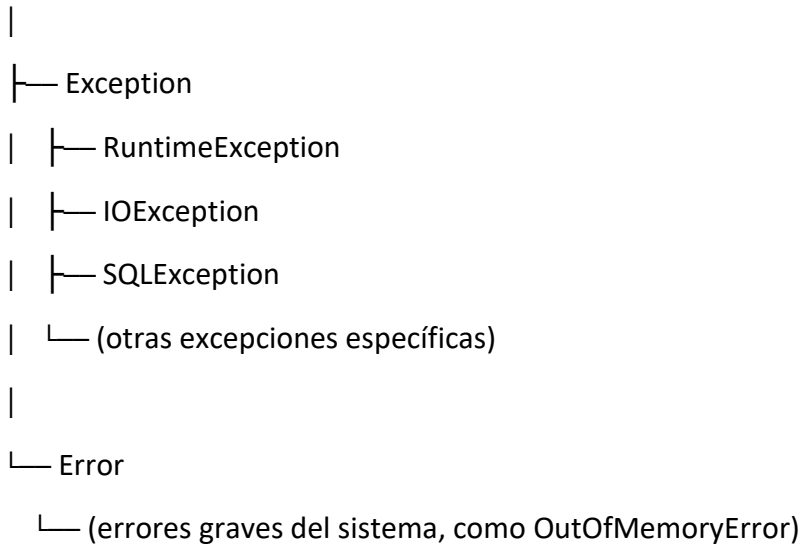 │
├── Exception
│ ├── RuntimeException
│ ├── IOException
│ ├── SQLException
│ └── (otras excepciones específicas)
│
└── Error
└── (errores graves del sistema, como OutOfMemoryError)